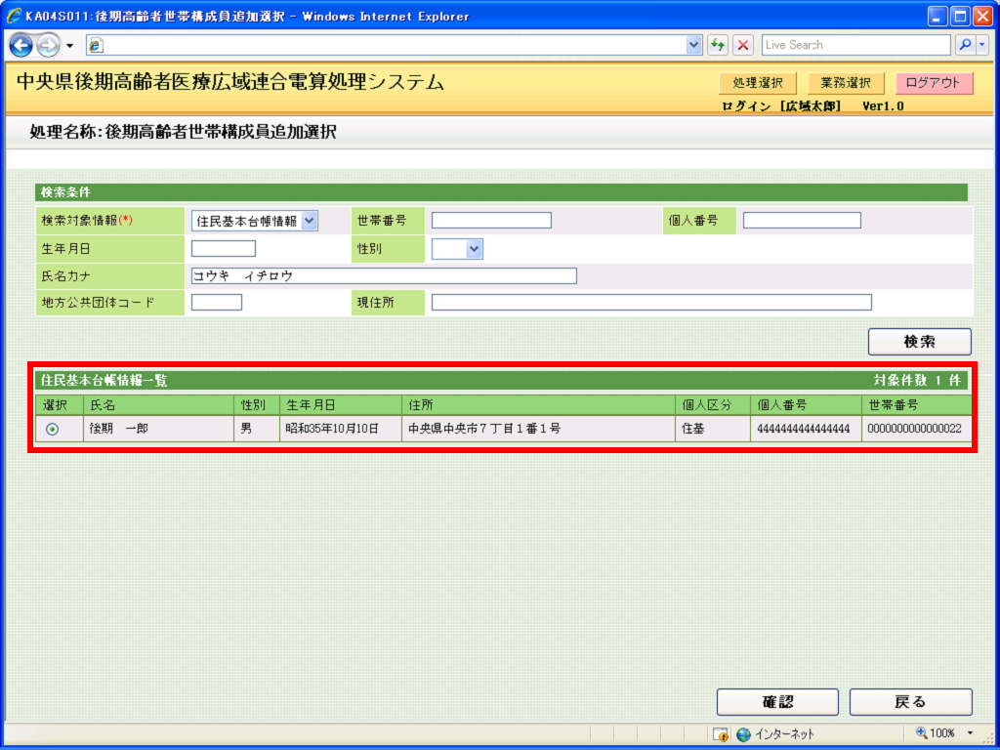 KA04S011:後期高齢者世帯構成員追加選択 - Windows Internet Explorer
Live Search
中央県後期高齢者医療広域連合電算処理システム
処理選択 業務選択 ログアウト
ログイン [広域太郎] Ver1.0
処理名称:後期高齢者世帯構成員追加選択
検索条件
検索対象情報(*) 住民基本台帳情報 世帯番号 個人番号
生年月日 性別
氏名カナ コウキ イチロウ
地方公共団体コード 現住所
検索
住民基本台帳情報一覧 対象件数 1 件
選択 氏名 性別 生年月日 住所 個人区分 個人番号 世帯番号
後期 一郎 男 昭和35年10月10日 中央県中央市7丁目1番1号 住基 444444444444444 000000000000022
確認 戻る
インターネット 100%